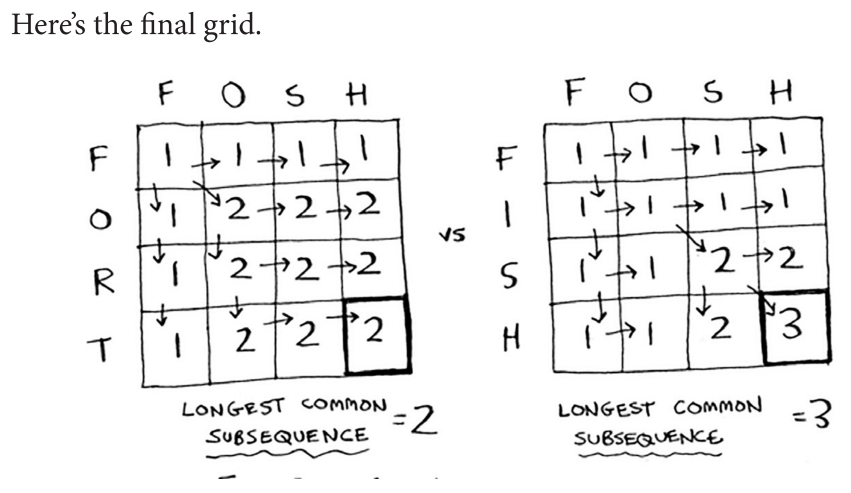 Here's the final grid.
F O S H
F 1 → 1 → 1 → 1
O 1 2 → 2 → 2
R 1 2 → 2 → 2
T 1 2 → 2 → 2
LONGEST COMMON
SUBSEQUENCE = 2
vs
F O S H
F 1 → 1 → 1 → 1
I 1 → 1 → 1 → 1
S 1 → 1 2 → 2
H 1 → 1 2 3
LONGEST COMMON
SUBSEQUENCE = 3